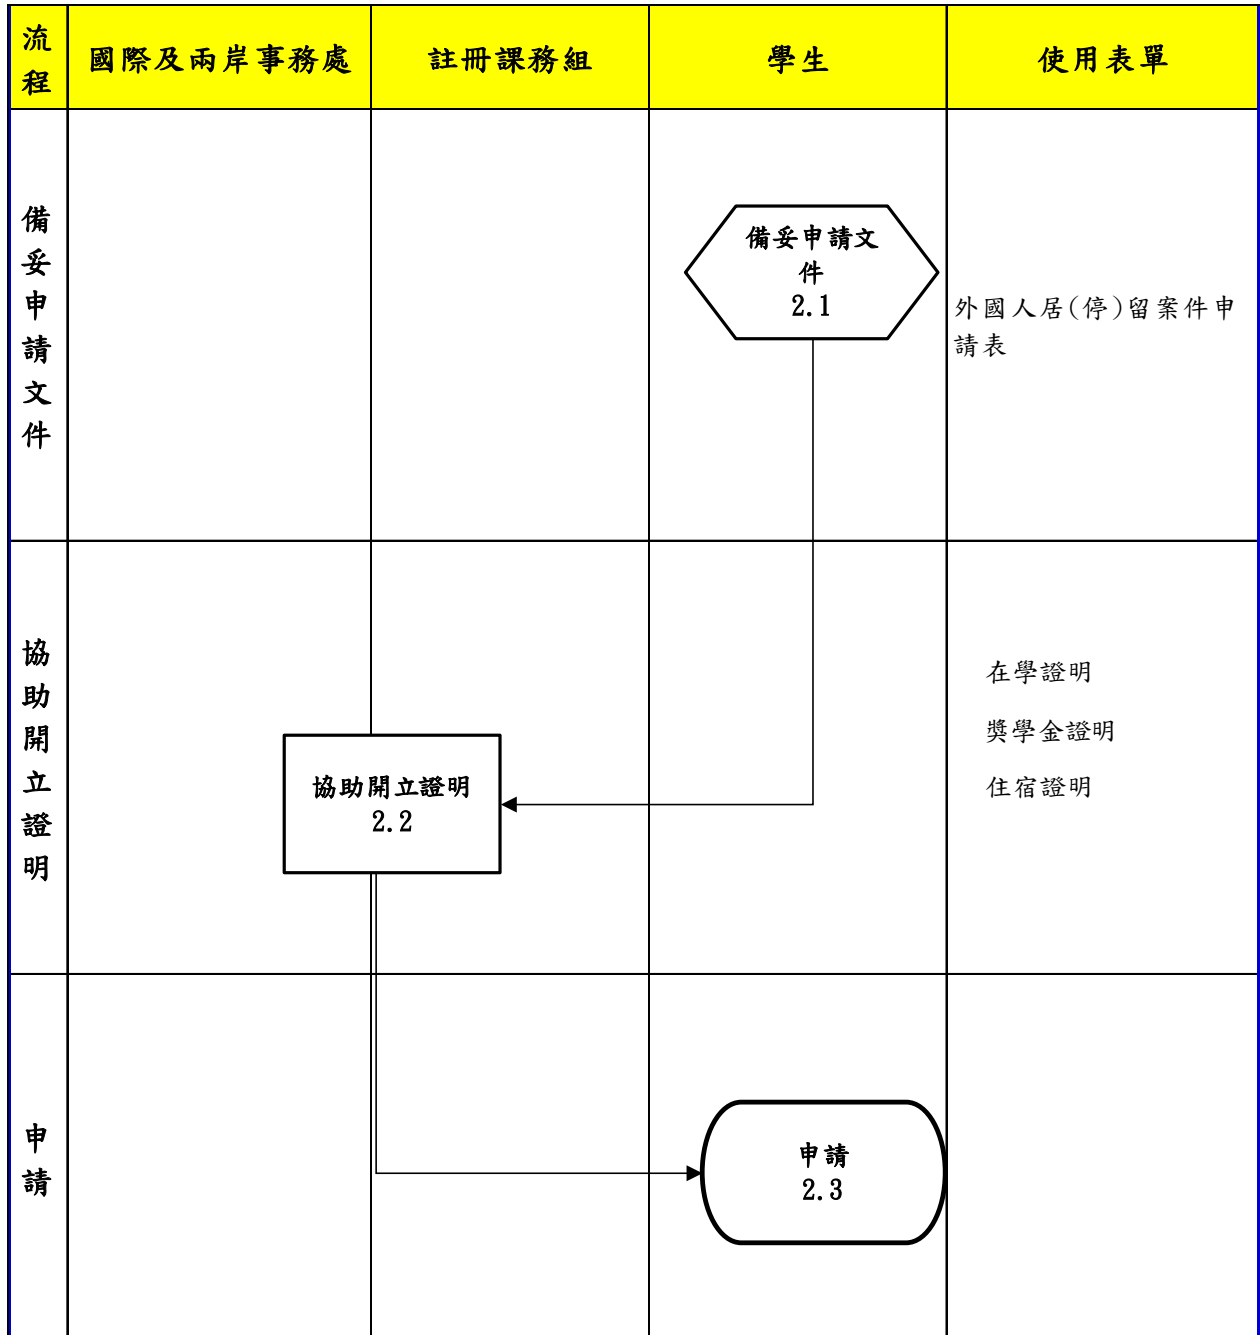 流程
國際及兩岸事務處
註冊課務組
學生
使用表單
備妥申請文件
備妥申請文
件
2.1
外國人居(停)留案件申
請表
協助開立證明
協助開立證明
2.2
在學證明
獎學金證明
住宿證明
申請
申請
2.3